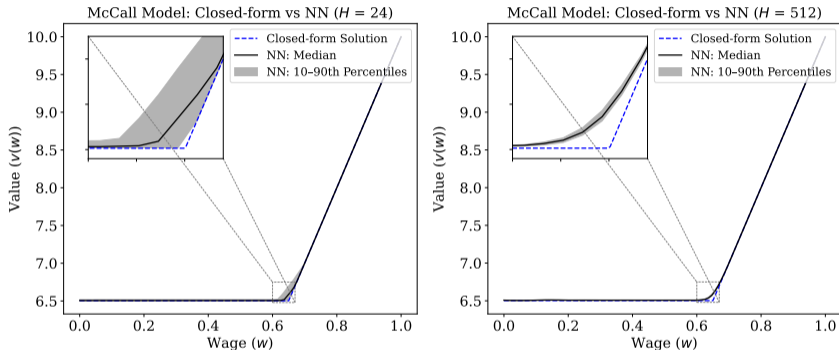 McCall Model: Closed-form vs NN (H = 24)
Closed-form Solution
NN: Median
NN: 10–90th Percentiles
10.0
9.5
9.0
8.5
8.0
7.5
7.0
6.5
Value (v(w))
0.0 0.2 0.4 0.6 0.8 1.0
Wage (w)
McCall Model: Closed-form vs NN (H = 512)
Closed-form Solution
NN: Median
NN: 10–90th Percentiles
10.0
9.5
9.0
8.5
8.0
7.5
7.0
6.5
Value (v(w))
0.0 0.2 0.4 0.6 0.8 1.0
Wage (w)